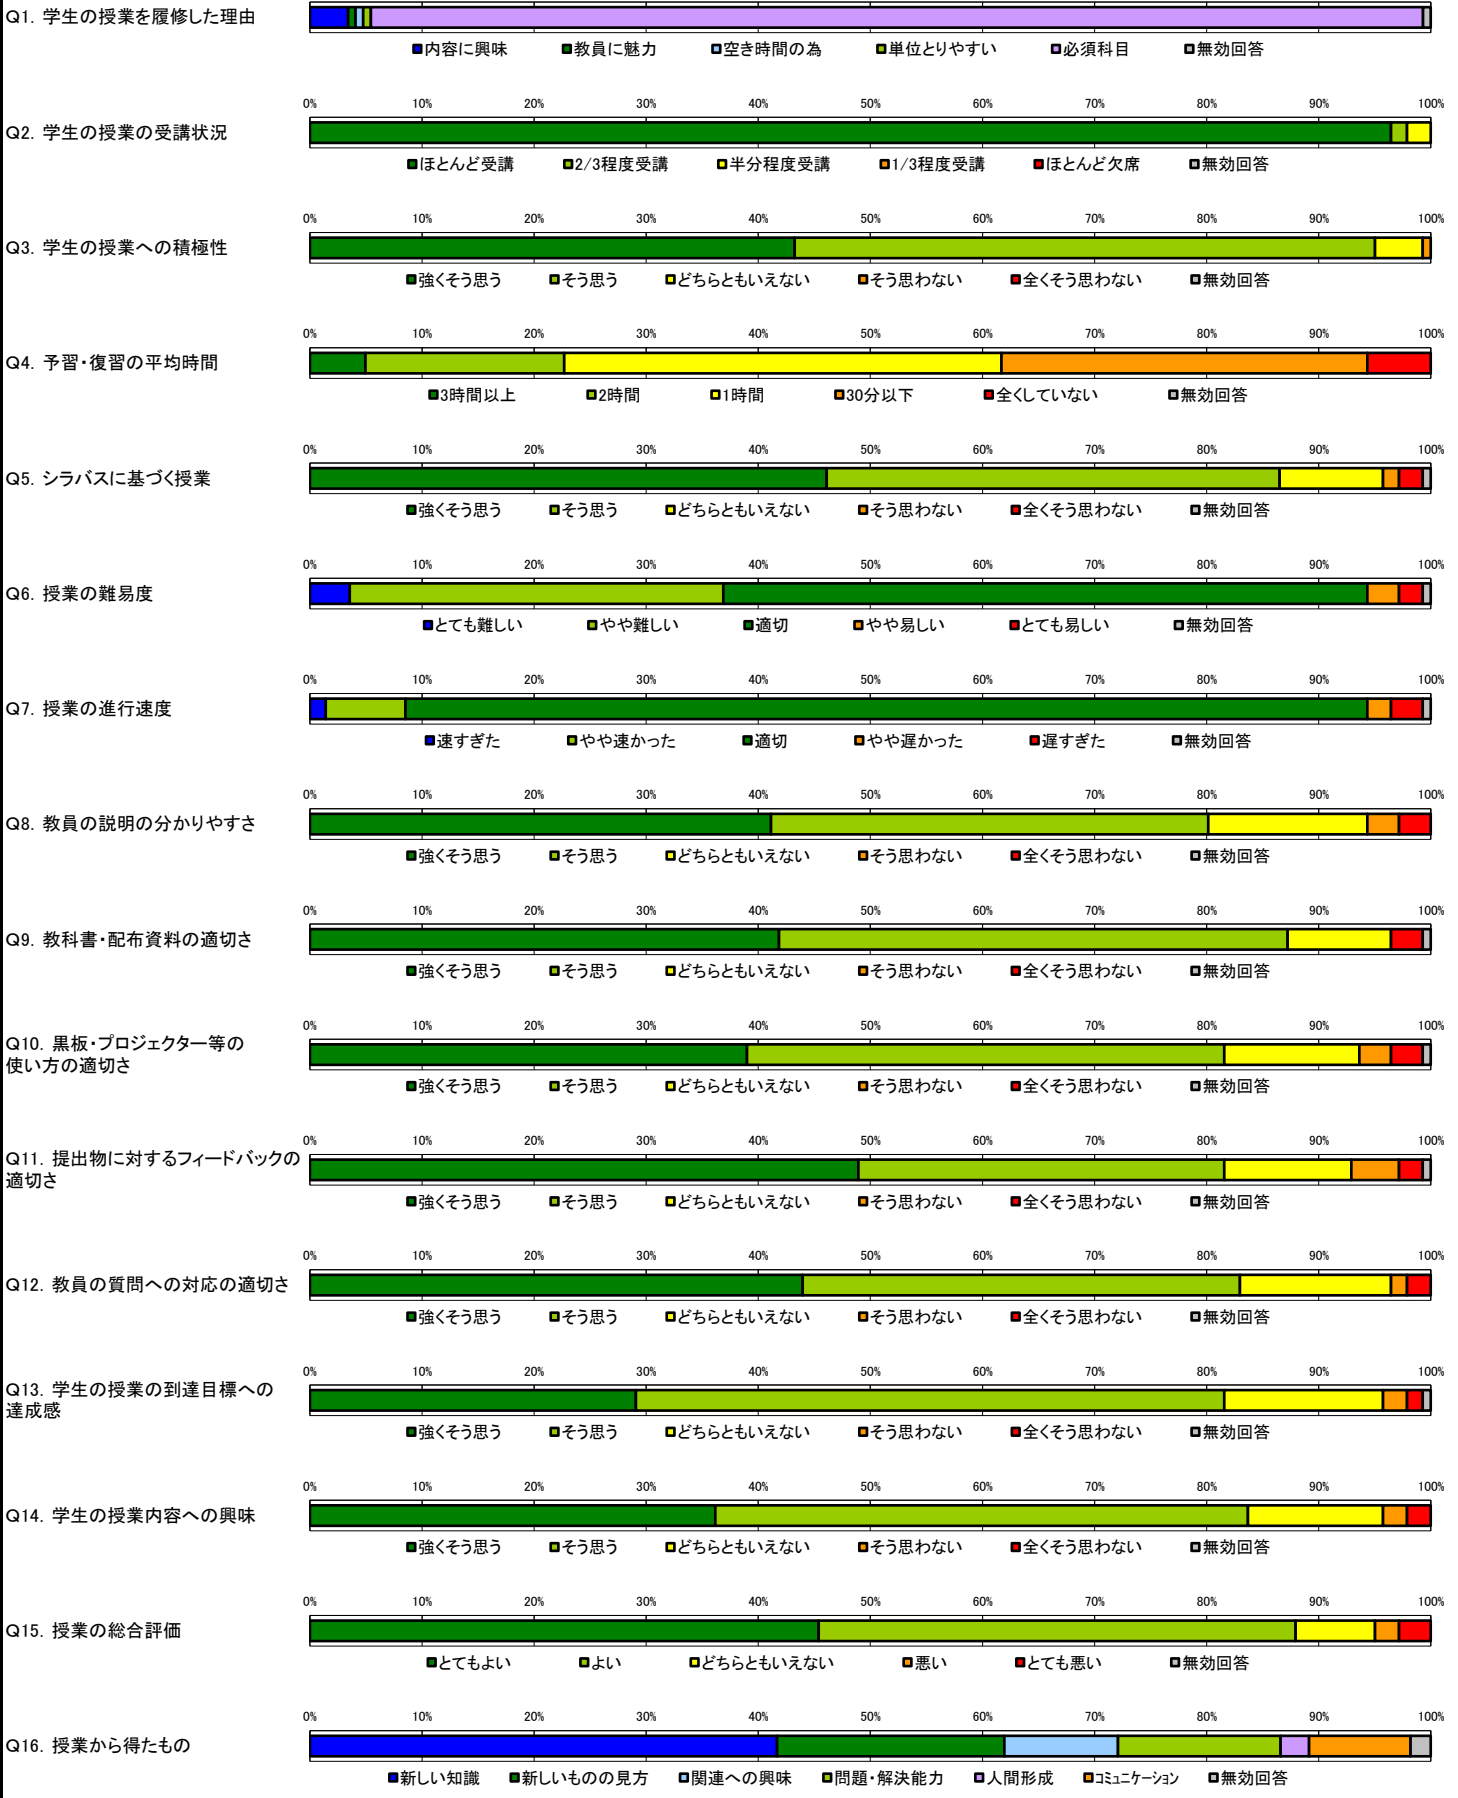 Q1. 学生の授業を履修した理由
内容に興味 教員に魅力 空き時間の為 単位とりやすい 必須科目 無効回答
0% 10% 20% 30% 40% 50% 60% 70% 80% 90% 100%
Q2. 学生の授業の受講状況
ほとんど受講 2/3程度受講 半分程度受講 1/3程度受講 ほとんど欠席 無効回答
0% 10% 20% 30% 40% 50% 60% 70% 80% 90% 100%
Q3. 学生の授業への積極性
強くそう思う そう思う どちらともいえない そう思わない 全くそう思わない 無効回答
0% 10% 20% 30% 40% 50% 60% 70% 80% 90% 100%
Q4. 予習・復習の平均時間
3時間以上 2時間 1時間 30分以下 全くしていない 無効回答
0% 10% 20% 30% 40% 50% 60% 70% 80% 90% 100%
Q5. シラバスに基づく授業
強くそう思う そう思う どちらともいえない そう思わない 全くそう思わない 無効回答
0% 10% 20% 30% 40% 50% 60% 70% 80% 90% 100%
Q6. 授業の難易度
とても難しい やや難しい 適切 やや易しい とても易しい 無効回答
0% 10% 20% 30% 40% 50% 60% 70% 80% 90% 100%
Q7. 授業の進行速度
速すぎた やや速かった 適切 やや遅かった 遅すぎた 無効回答
0% 10% 20% 30% 40% 50% 60% 70% 80% 90% 100%
Q8. 教員の説明の分かりやすさ
強くそう思う そう思う どちらともいえない そう思わない 全くそう思わない 無効回答
0% 10% 20% 30% 40% 50% 60% 70% 80% 90% 100%
Q9. 教科書・配布資料の適切さ
強くそう思う そう思う どちらともいえない そう思わない 全くそう思わない 無効回答
0% 10% 20% 30% 40% 50% 60% 70% 80% 90% 100%
Q10. 黒板・プロジェクター等の
使い方の適切さ
強くそう思う そう思う どちらともいえない そう思わない 全くそう思わない 無効回答
0% 10% 20% 30% 40% 50% 60% 70% 80% 90% 100%
Q11. 提出物に対するフィードバックの
適切さ
強くそう思う そう思う どちらともいえない そう思わない 全くそう思わない 無効回答
0% 10% 20% 30% 40% 50% 60% 70% 80% 90% 100%
Q12. 教員の質問への対応の適切さ
強くそう思う そう思う どちらともいえない そう思わない 全くそう思わない 無効回答
0% 10% 20% 30% 40% 50% 60% 70% 80% 90% 100%
Q13. 学生の授業の到達目標への
達成感
強くそう思う そう思う どちらともいえない そう思わない 全くそう思わない 無効回答
0% 10% 20% 30% 40% 50% 60% 70% 80% 90% 100%
Q14. 学生の授業内容への興味
強くそう思う そう思う どちらともいえない そう思わない 全くそう思わない 無効回答
0% 10% 20% 30% 40% 50% 60% 70% 80% 90% 100%
Q15. 授業の総合評価
とてもよい よい どちらともいえない 悪い とても悪い 無効回答
0% 10% 20% 30% 40% 50% 60% 70% 80% 90% 100%
Q16. 授業から得たもの
新しい知識 新しいものの見方 関連への興味 問題・解決能力 人間形成 コミュニケーション 無効回答